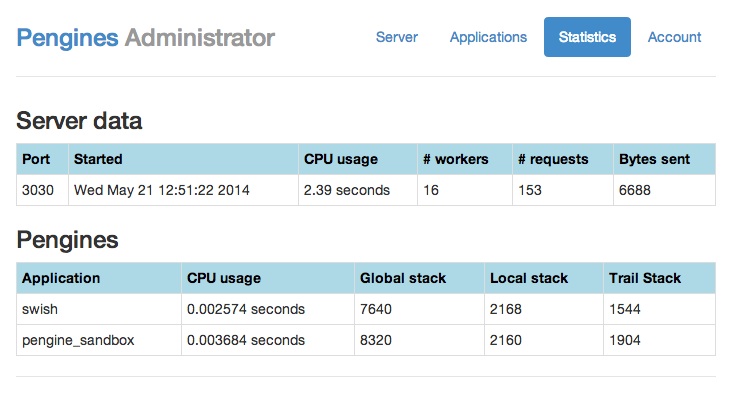 Pengines Administrator Server Applications Statistics Account
Server data
Port Started CPU usage # workers # requests Bytes sent
3030 Wed May 21 12:51:22 2014 2.39 seconds 16 153 6688
Pengines
Application CPU usage Global stack Local stack Trail Stack
swish 0.002574 seconds 7640 2168 1544
pengine_sandbox 0.003684 seconds 8320 2160 1904